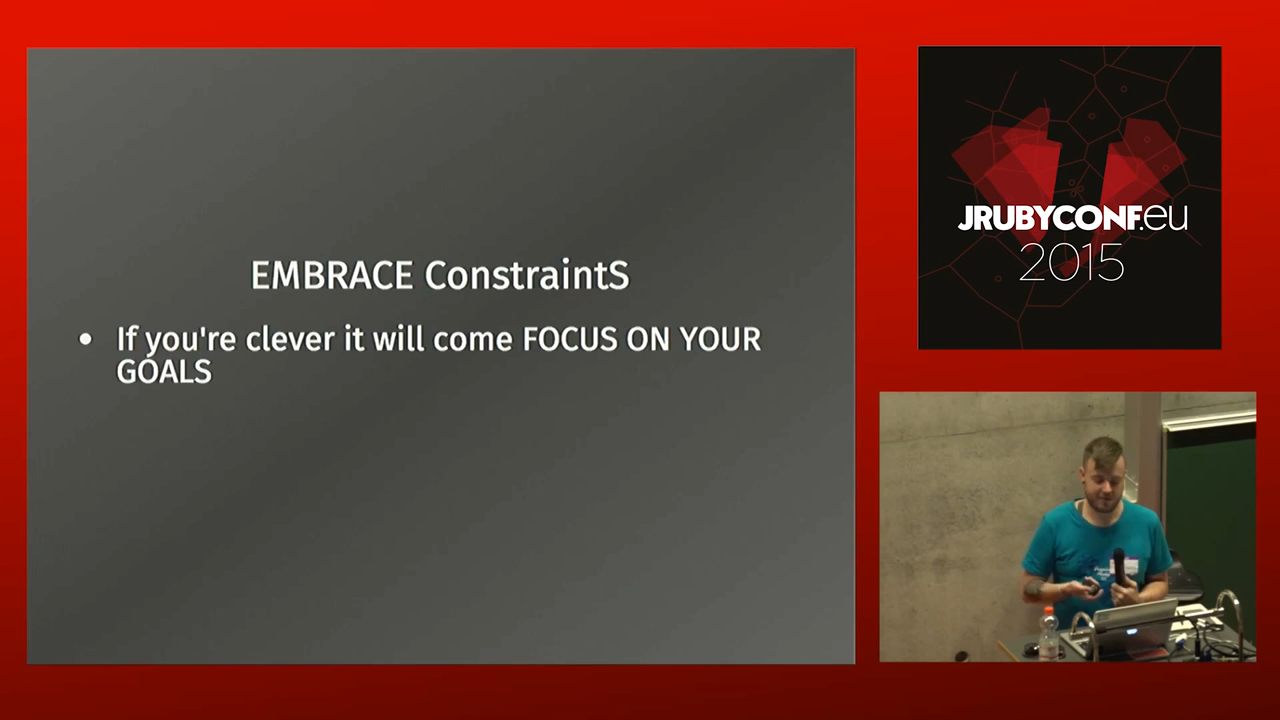 EMBRACE ConstraintS
• If you're clever it will come FOCUS ON YOUR
GOALS
JRUBYCONF.eu
2015